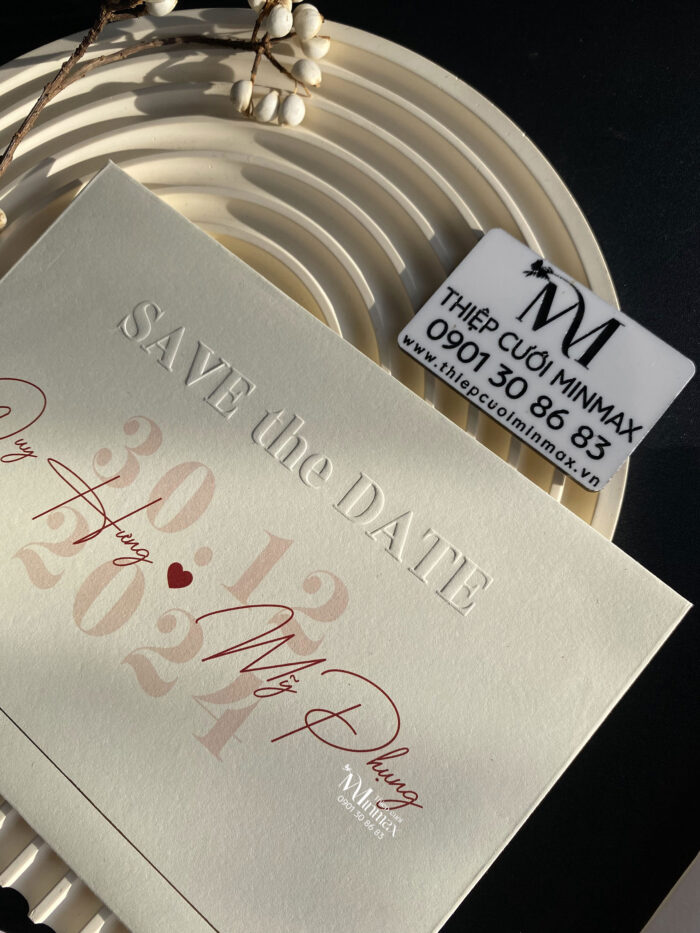 SAVE the DATE
30.12
2024
Hưng
Mỹ Phụng
THIỆP CƯỚI MINMAX
0901 30 86 83
www.thiepcuoiminmax.vn
Minmax
0901 30 86 83